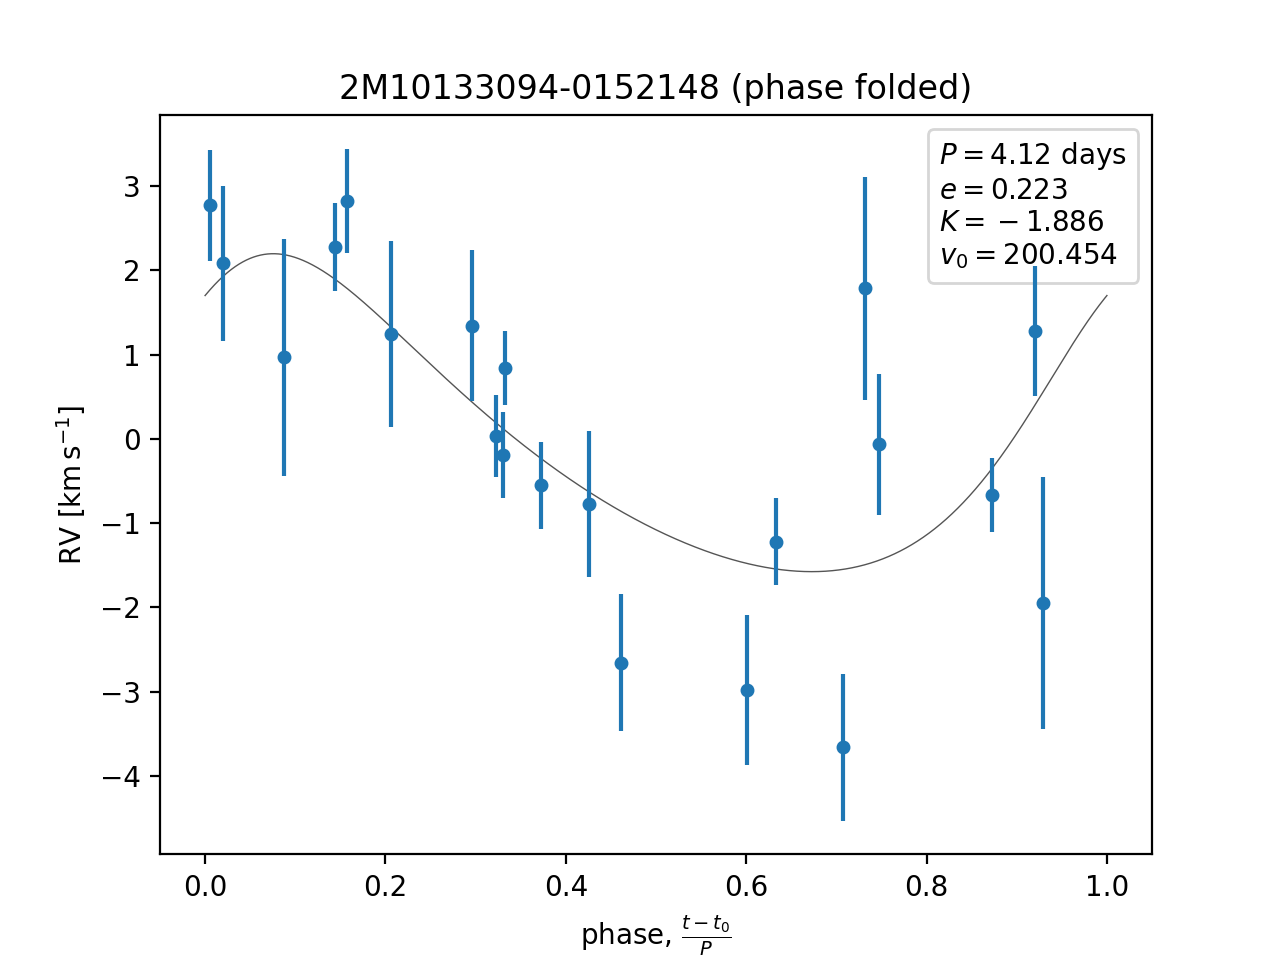 2M10133094-0152148 (phase folded)
P = 4.12 days
e = 0.223
K = −1.886
v₀ = 200.454
3
2
1
0
−1
−2
−3
−4
RV [km s⁻¹]
0.0 0.2 0.4 0.6 0.8 1.0
phase, (t − t₀)/P